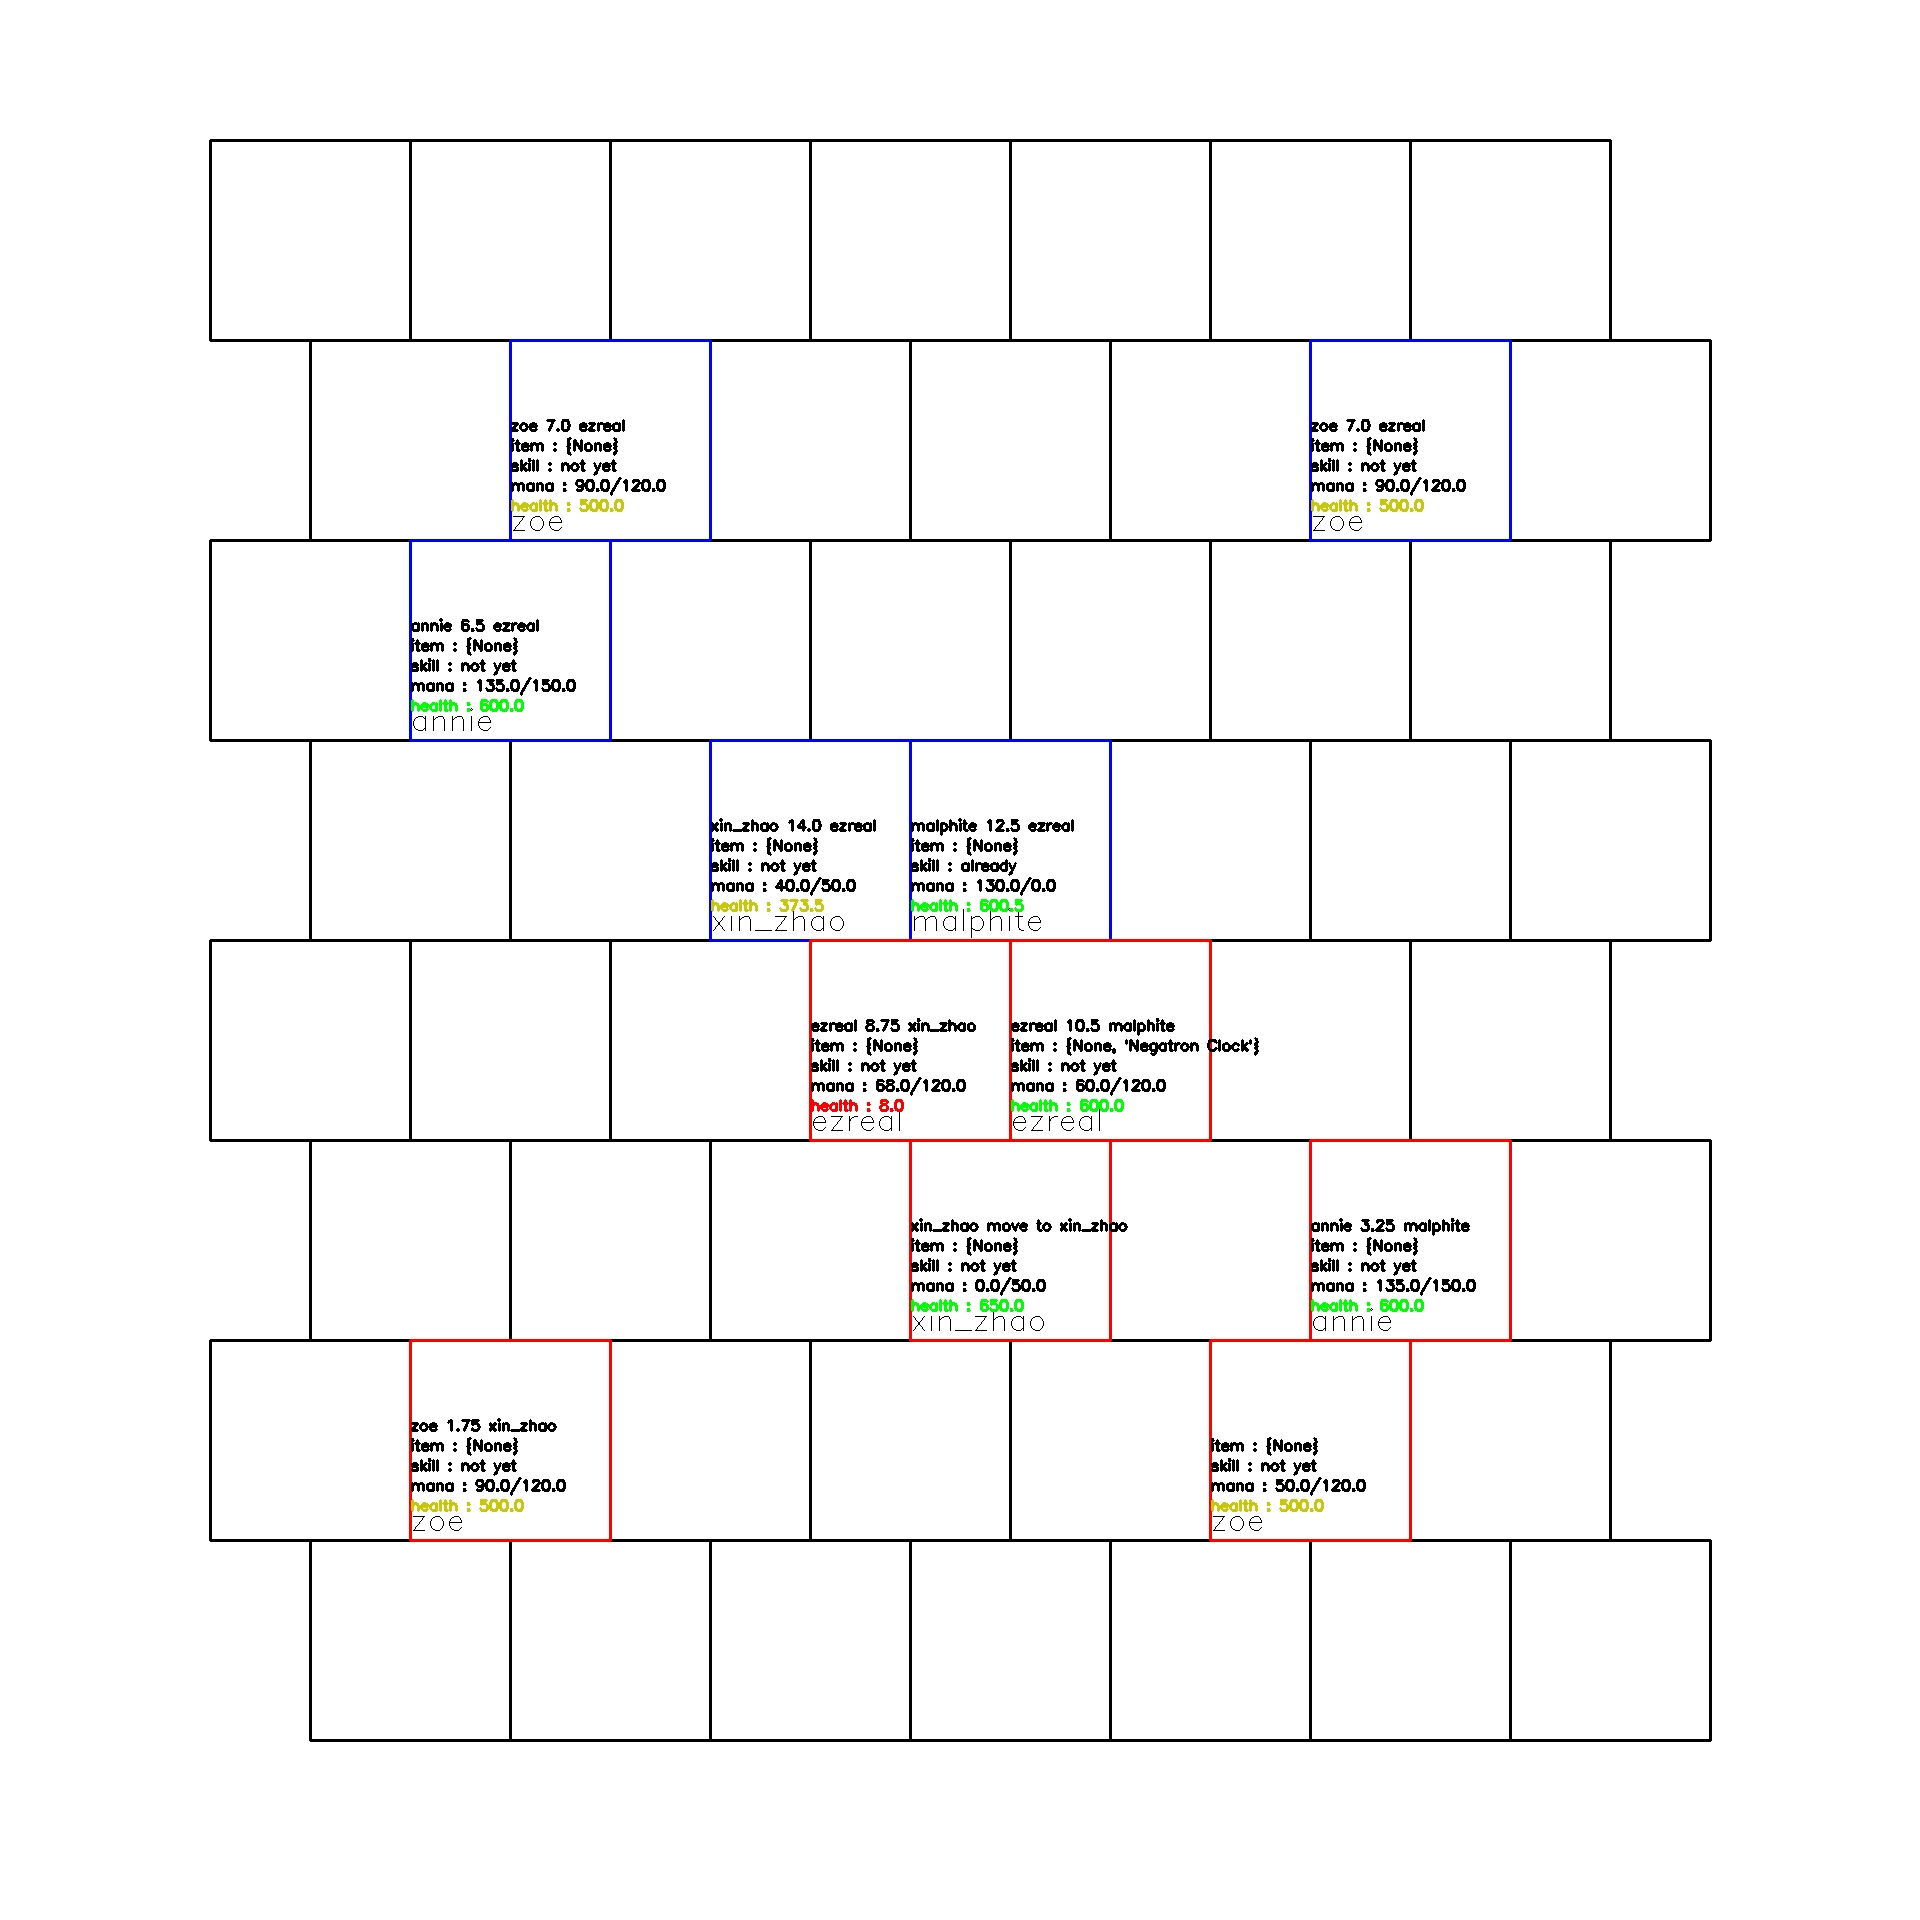 zoe 7.0 ezreal
item : {None}
skill : not yet
mana : 90.0/120.0
health : 500.0
zoe
zoe 7.0 ezreal
item : {None}
skill : not yet
mana : 90.0/120.0
health : 500.0
zoe
annie 6.5 ezreal
item : {None}
skill : not yet
mana : 135.0/150.0
health : 600.0
annie
xin_zhao 14.0 ezreal
item : {None}
skill : not yet
mana : 40.0/50.0
health : 373.5
xin_zhao
malphite 12.5 ezreal
item : {None}
skill : already
mana : 130.0/0.0
health : 600.5
malphite
ezreal 8.75 xin_zhao
item : {None}
skill : not yet
mana : 68.0/120.0
health : 8.0
ezreal
ezreal 10.5 malphite
item : {None, 'Negatron Clock'}
skill : not yet
mana : 60.0/120.0
health : 600.0
ezreal
xin_zhao move to xin_zhao
item : {None}
skill : not yet
mana : 0.0/50.0
health : 650.0
xin_zhao
annie 3.25 malphite
item : {None}
skill : not yet
mana : 135.0/150.0
health : 600.0
annie
zoe 1.75 xin_zhao
item : {None}
skill : not yet
mana : 90.0/120.0
health : 500.0
zoe
item : {None}
skill : not yet
mana : 50.0/120.0
health : 500.0
zoe